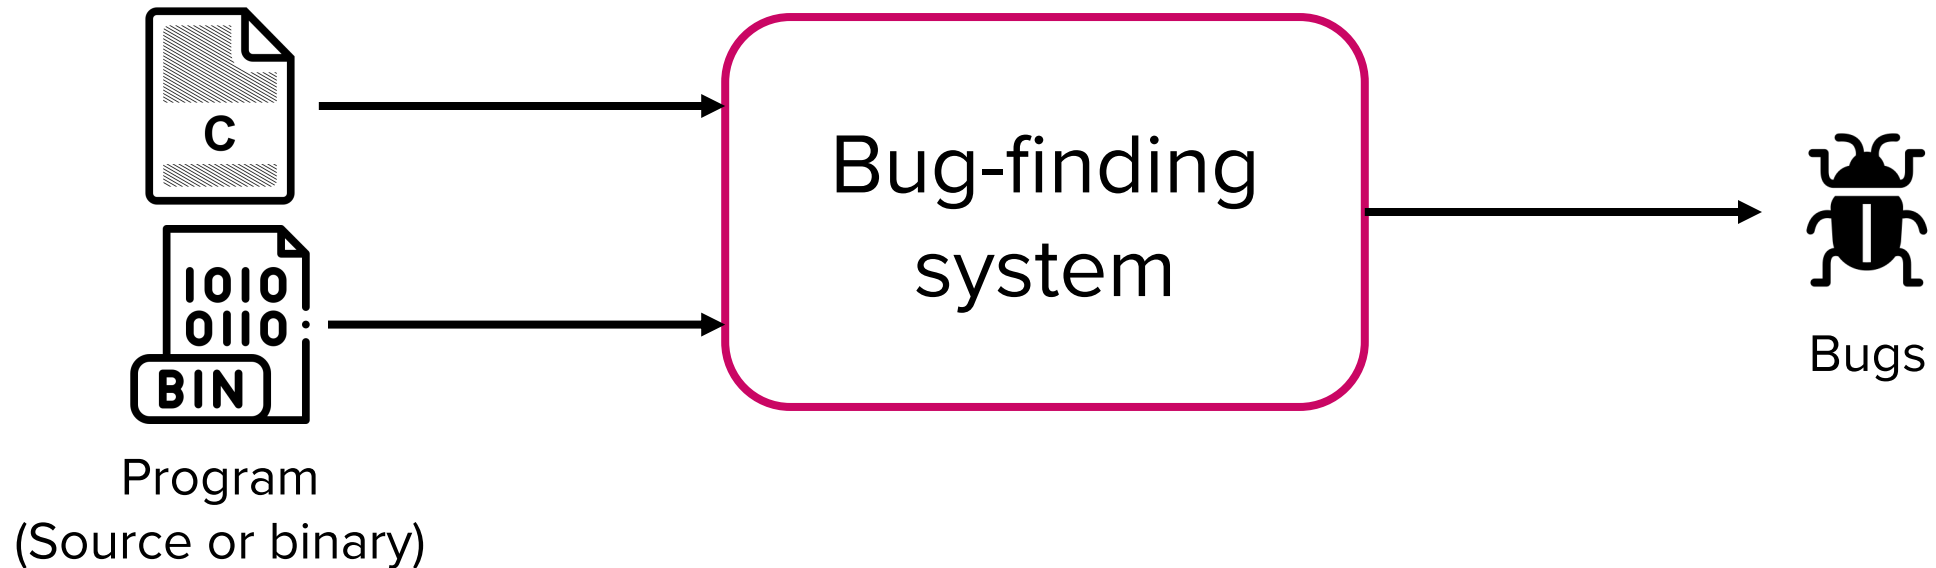 C
1010
0110
BIN
Program
(Source or binary)
Bug-finding
system
Bugs